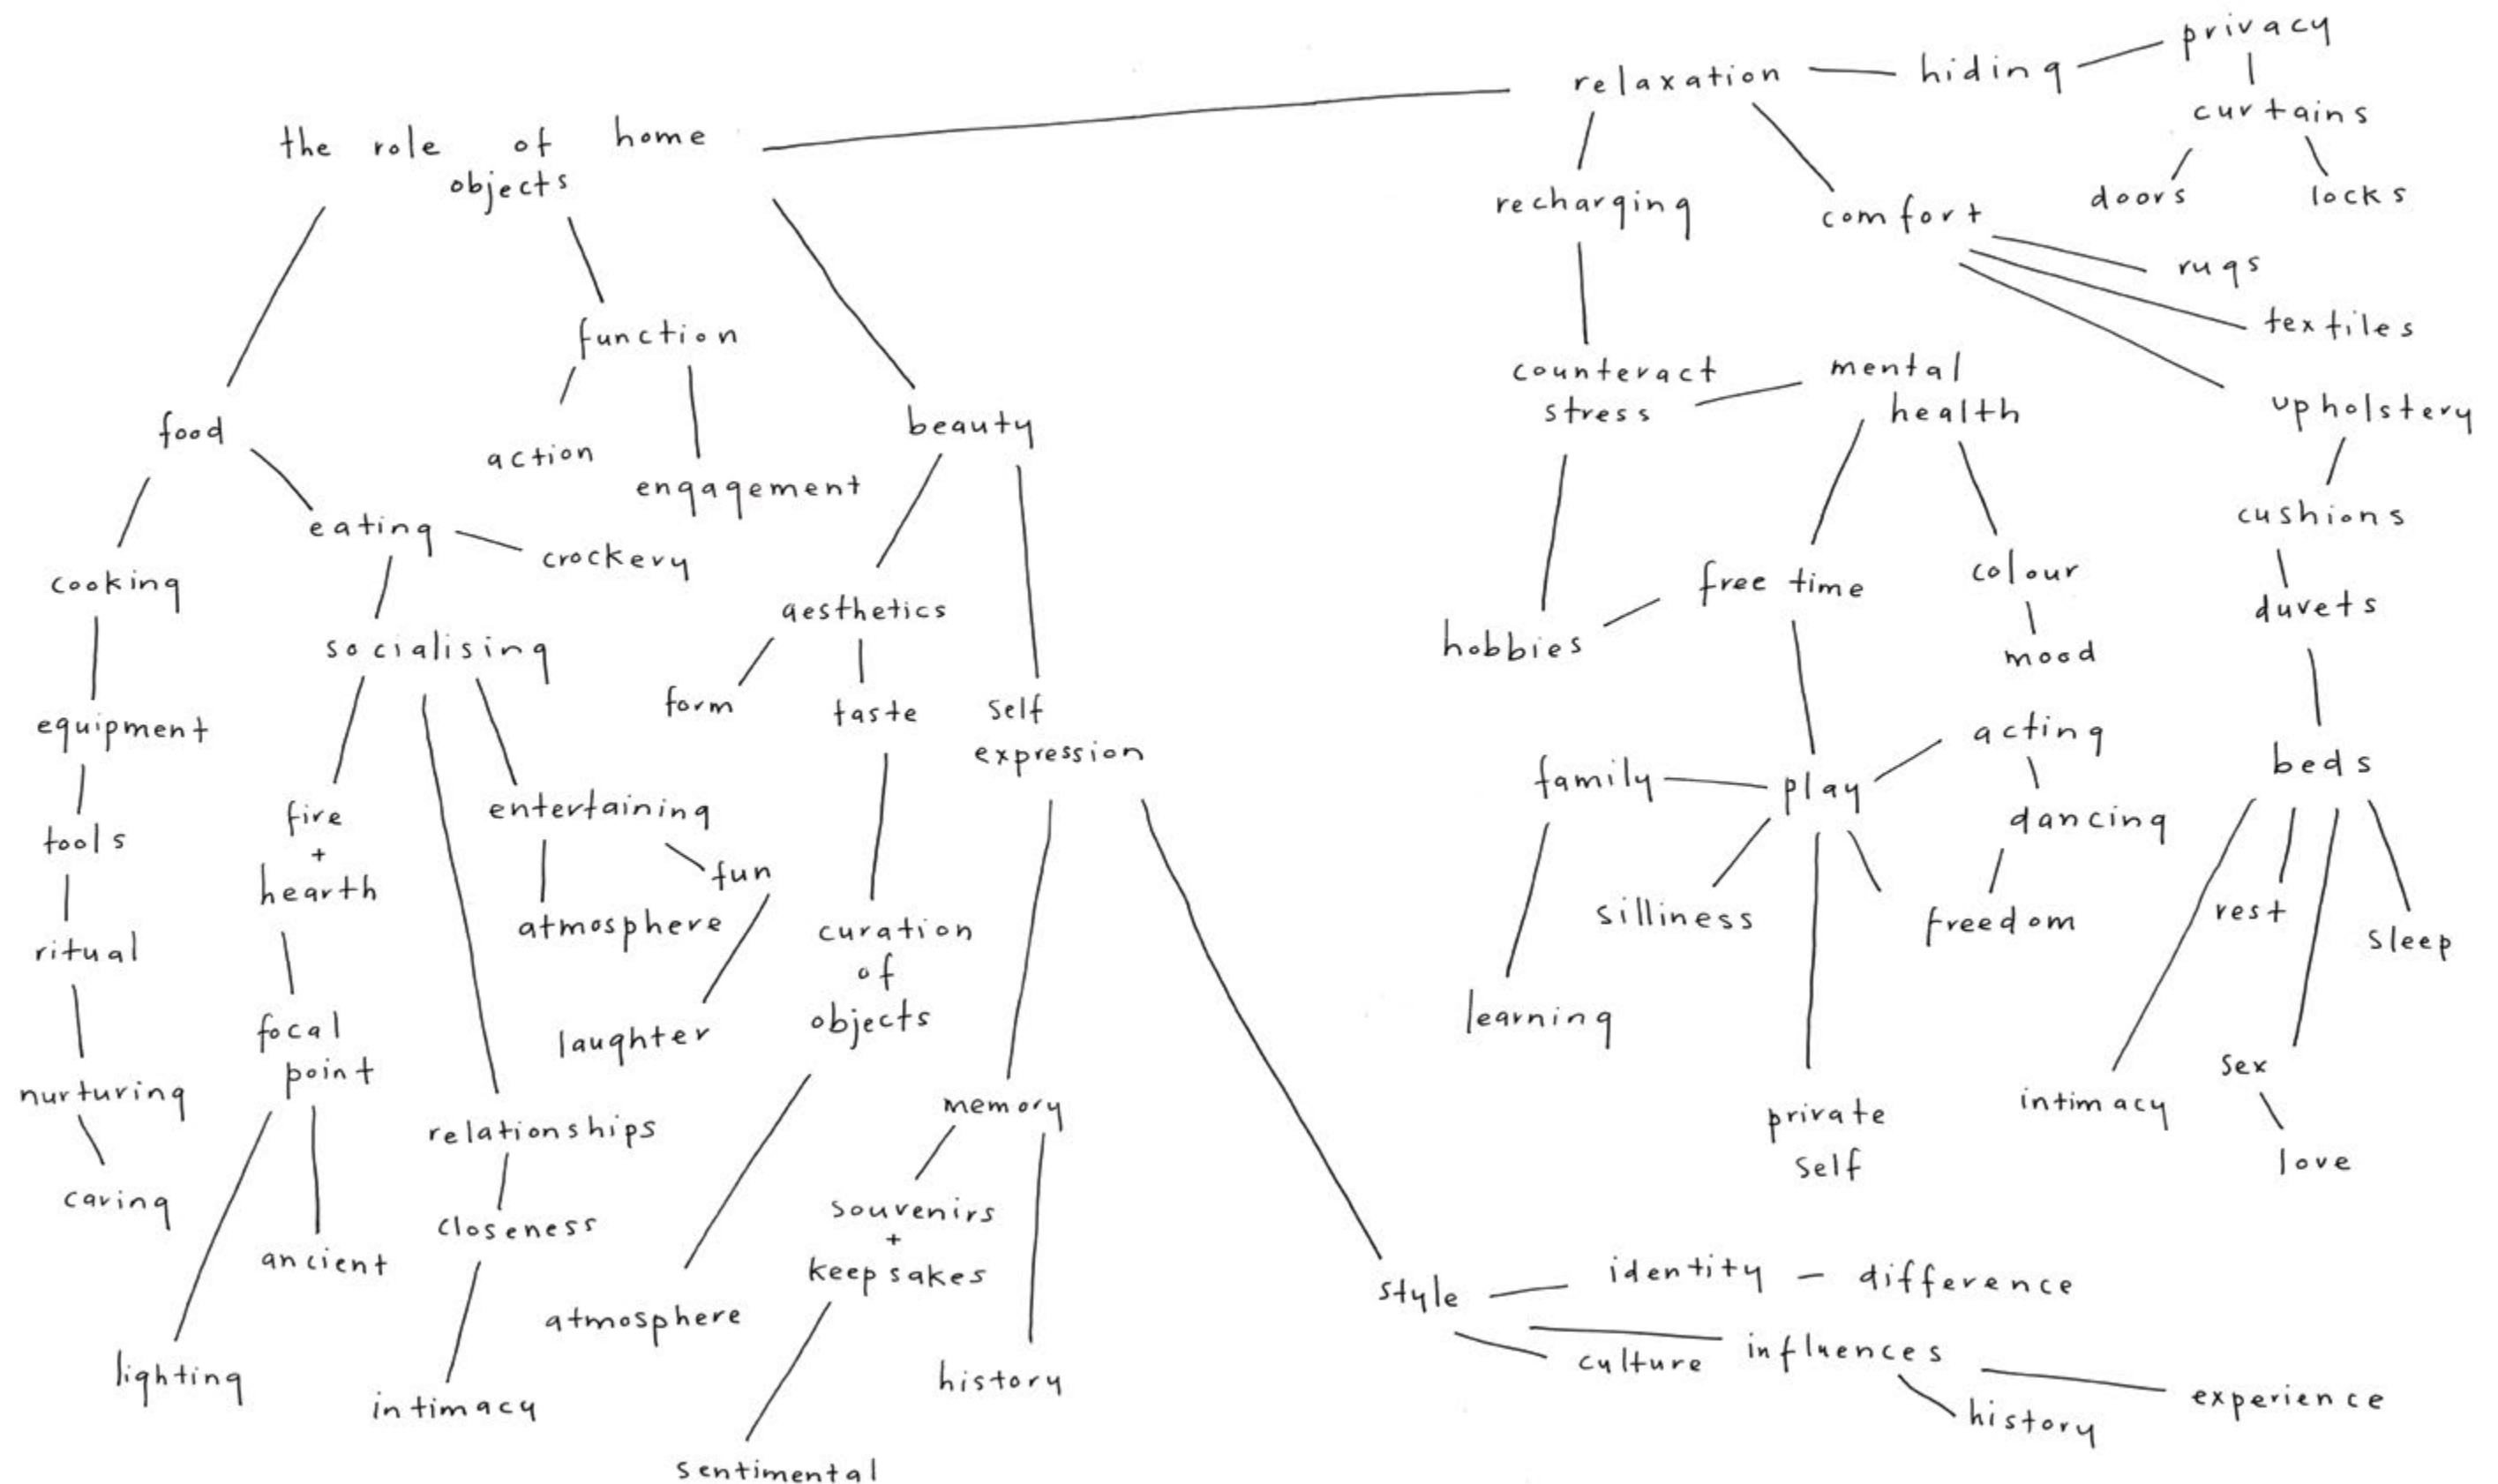 the role of home
objects
food
cooking
equipment
tools
ritual
nurturing
caring
eating
crockery
socialising
fire
+
hearth
focal
point
lighting
ancient
relationships
closeness
intimacy
entertaining
atmosphere
fun
laughter
function
action
engagement
beauty
aesthetics
form
taste
curation
of
objects
atmosphere
self
expression
memory
souvenirs
+
keepsakes
sentimental
history
style
identity – difference
culture
influences
history
experience
relaxation
hiding
privacy
curtains
doors
locks
recharging
counteract
stress
mental
health
hobbies
free time
colour
mood
play
family
learning
silliness
private
self
freedom
acting
dancing
comfort
rugs
textiles
upholstery
cushions
duvets
beds
intimacy
rest
sex
love
sleep